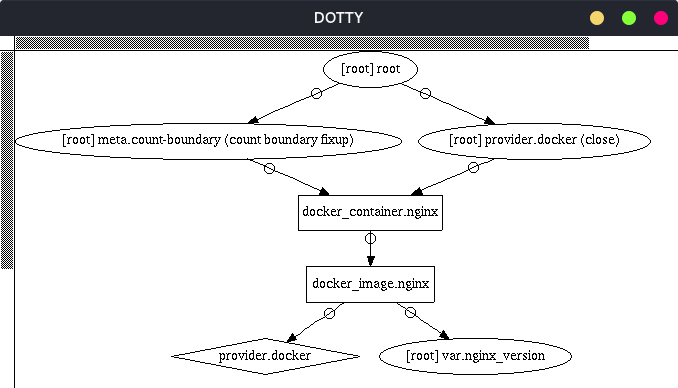 DOTTY
[root] root
[root] meta.count-boundary (count boundary fixup)
[root] provider.docker (close)
docker_container.nginx
docker_image.nginx
provider.docker
[root] var.nginx_version